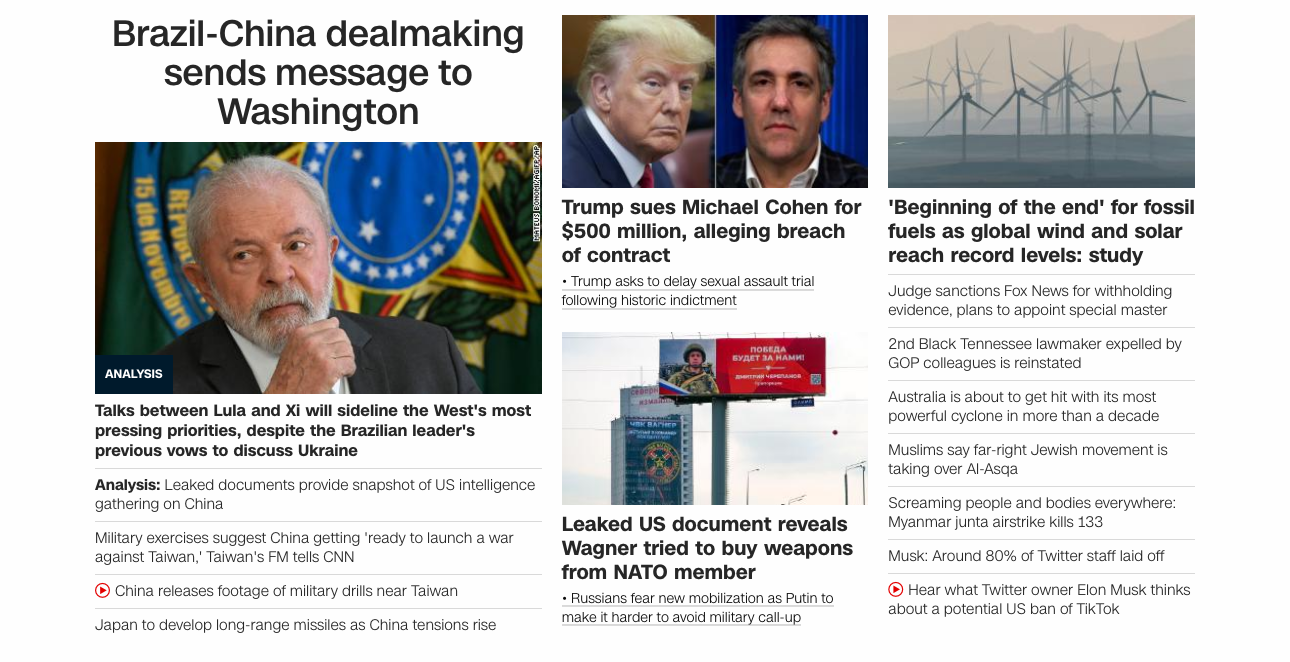 Brazil-China dealmaking
sends message to
Washington
MATEUS BONOMI/AGIF/AP
15 de Novembro
ANALYSIS
Talks between Lula and Xi will sideline the West's most
pressing priorities, despite the Brazilian leader's
previous vows to discuss Ukraine
Analysis: Leaked documents provide snapshot of US intelligence
gathering on China
Military exercises suggest China getting 'ready to launch a war
against Taiwan,' Taiwan's FM tells CNN
China releases footage of military drills near Taiwan
Japan to develop long-range missiles as China tensions rise
Trump sues Michael Cohen for
$500 million, alleging breach
of contract
• Trump asks to delay sexual assault trial
following historic indictment
ПОБЕДА
БУДЕТ ЗА НАМИ!
ДМИТРИЙ ЧЕРЕПАНОВ
ЧВК ВАГНЕР
Leaked US document reveals
Wagner tried to buy weapons
from NATO member
• Russians fear new mobilization as Putin to
make it harder to avoid military call-up
'Beginning of the end' for fossil
fuels as global wind and solar
reach record levels: study
Judge sanctions Fox News for withholding
evidence, plans to appoint special master
2nd Black Tennessee lawmaker expelled by
GOP colleagues is reinstated
Australia is about to get hit with its most
powerful cyclone in more than a decade
Muslims say far-right Jewish movement is
taking over Al-Asqa
Screaming people and bodies everywhere:
Myanmar junta airstrike kills 133
Musk: Around 80% of Twitter staff laid off
Hear what Twitter owner Elon Musk thinks
about a potential US ban of TikTok